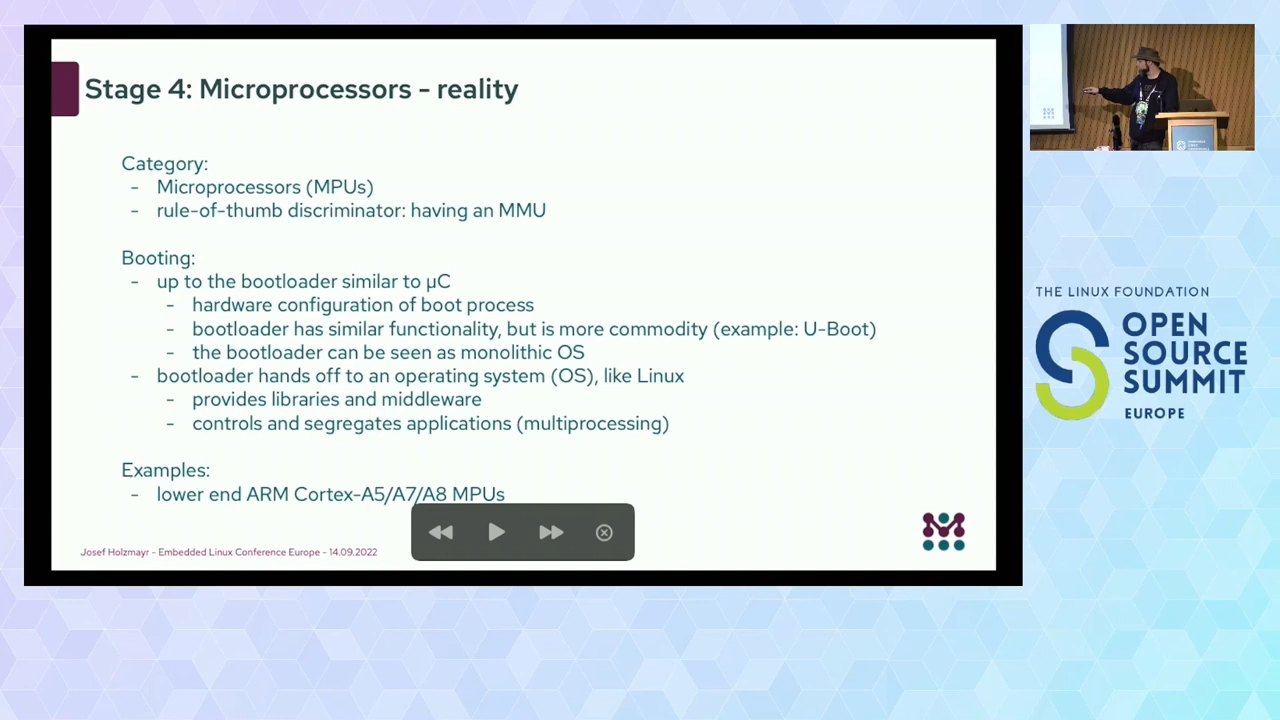 Stage 4: Microprocessors - reality
Category:
- Microprocessors (MPUs)
- rule-of-thumb discriminator: having an MMU
Booting:
- up to the bootloader similar to µC
- hardware configuration of boot process
- bootloader has similar functionality, but is more commodity (example: U-Boot)
- the bootloader can be seen as monolithic OS
- bootloader hands off to an operating system (OS), like Linux
- provides libraries and middleware
- controls and segregates applications (multiprocessing)
Examples:
- lower end ARM Cortex-A5/A7/A8 MPUs
Josef Holzmayr - Embedded Linux Conference Europe - 14.09.2022
THE LINUX FOUNDATION
OPEN
SOURCE
SUMMIT
EUROPE